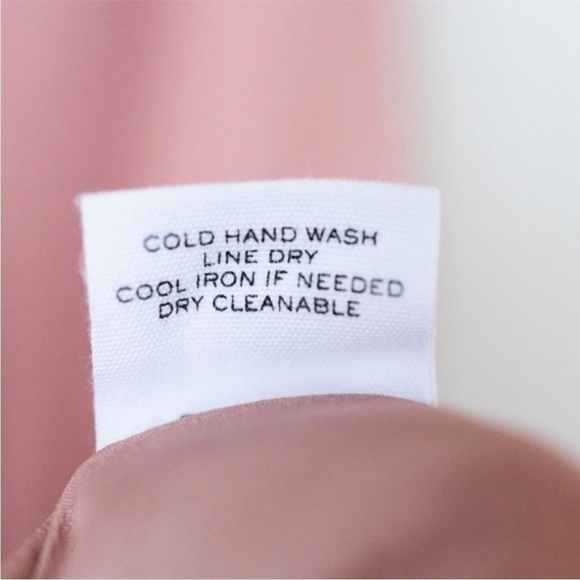 COLD HAND WASH
LINE DRY
COOL IRON IF NEEDED
DRY CLEANABLE